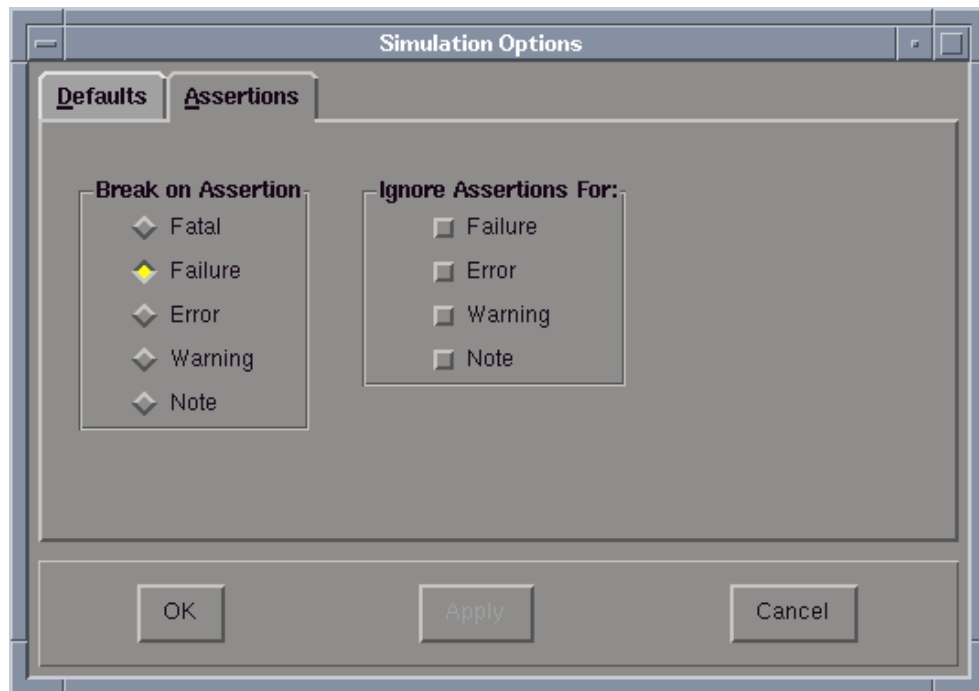 Simulation Options
Defaults
Assertions
Break on Assertion
Fatal
Failure
Error
Warning
Note
Ignore Assertions For:
Failure
Error
Warning
Note
OK
Apply
Cancel